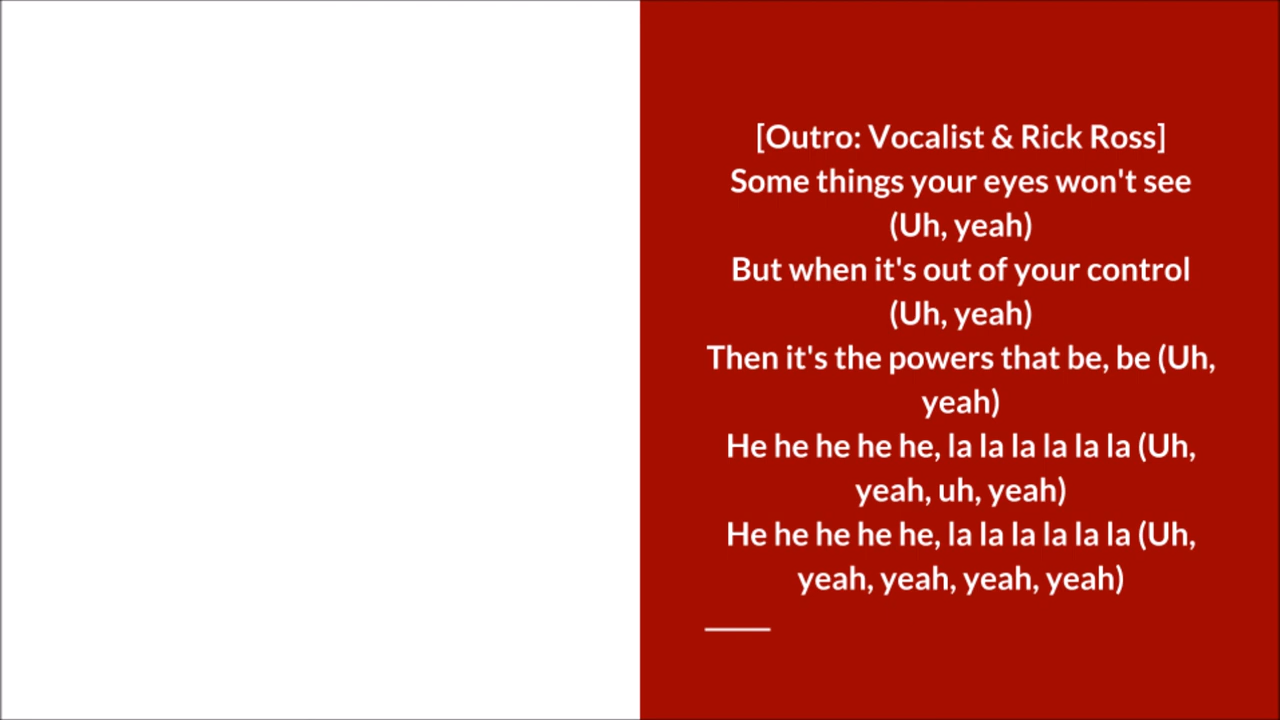 [Outro: Vocalist & Rick Ross]
Some things your eyes won't see
(Uh, yeah)
But when it's out of your control
(Uh, yeah)
Then it's the powers that be, be (Uh,
yeah)
He he he he he, la la la la la la (Uh,
yeah, uh, yeah)
He he he he he, la la la la la la (Uh,
yeah, yeah, yeah, yeah)